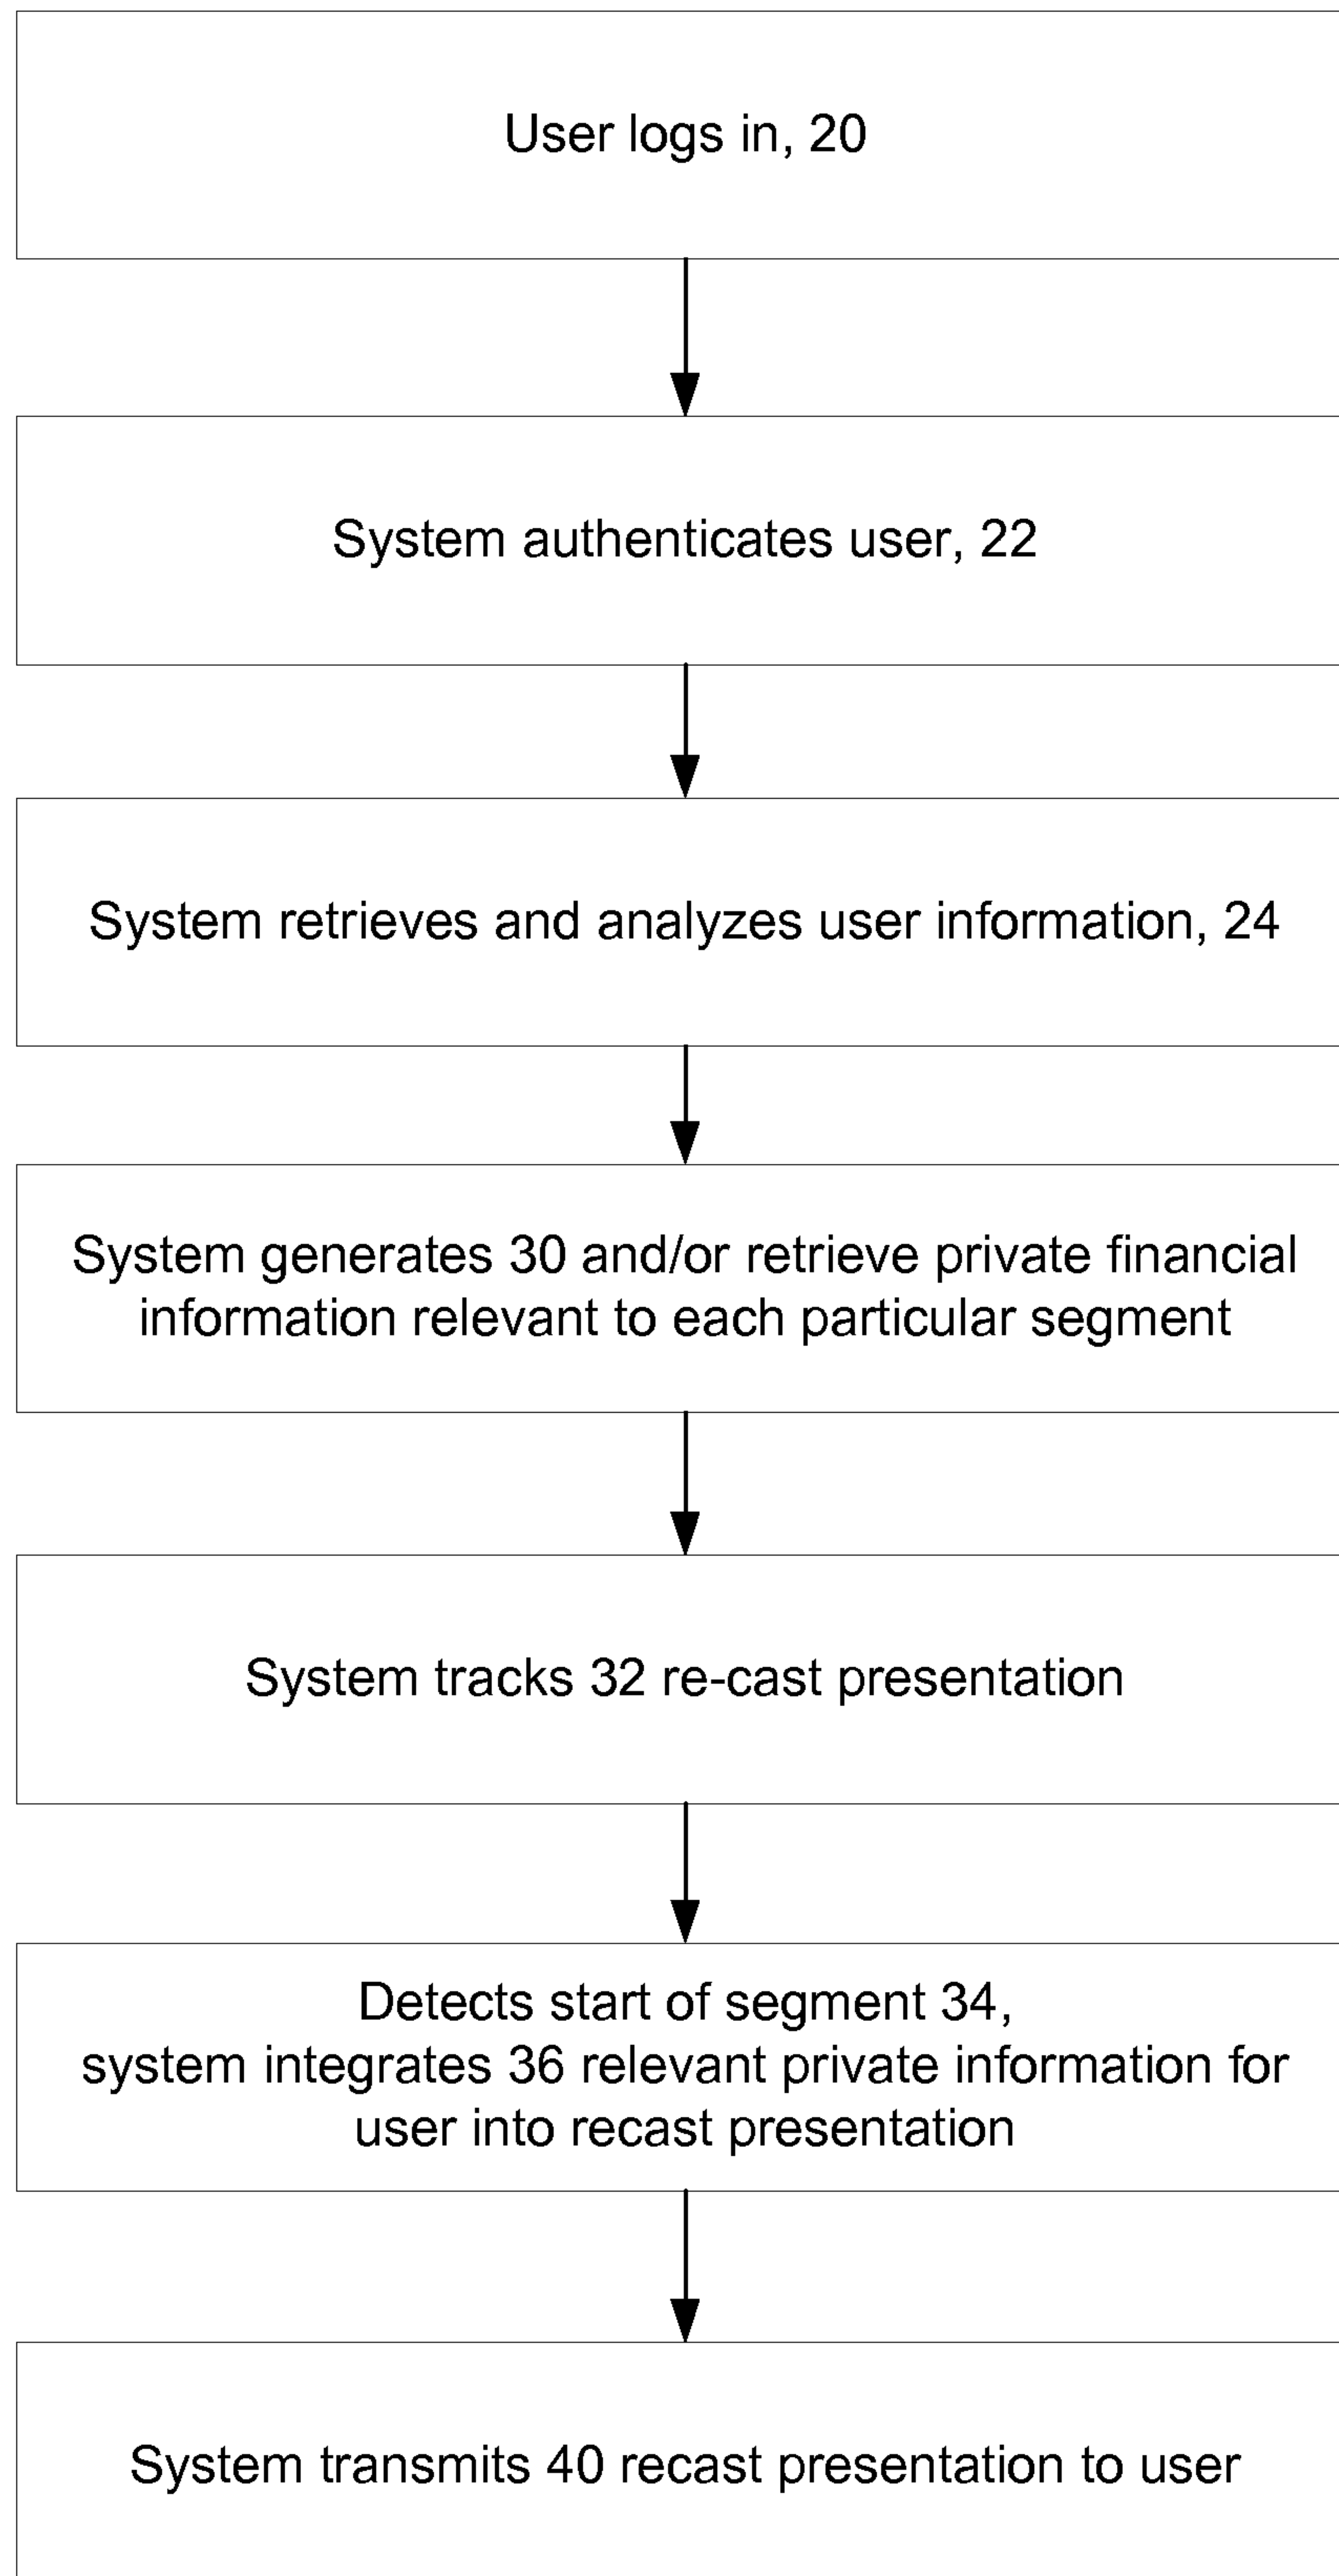 User logs in, 20
System authenticates user, 22
System retrieves and analyzes user information, 24
System generates 30 and/or retrieve private financial
information relevant to each particular segment
System tracks 32 re-cast presentation
Detects start of segment 34,
system integrates 36 relevant private information for
user into recast presentation
System transmits 40 recast presentation to user